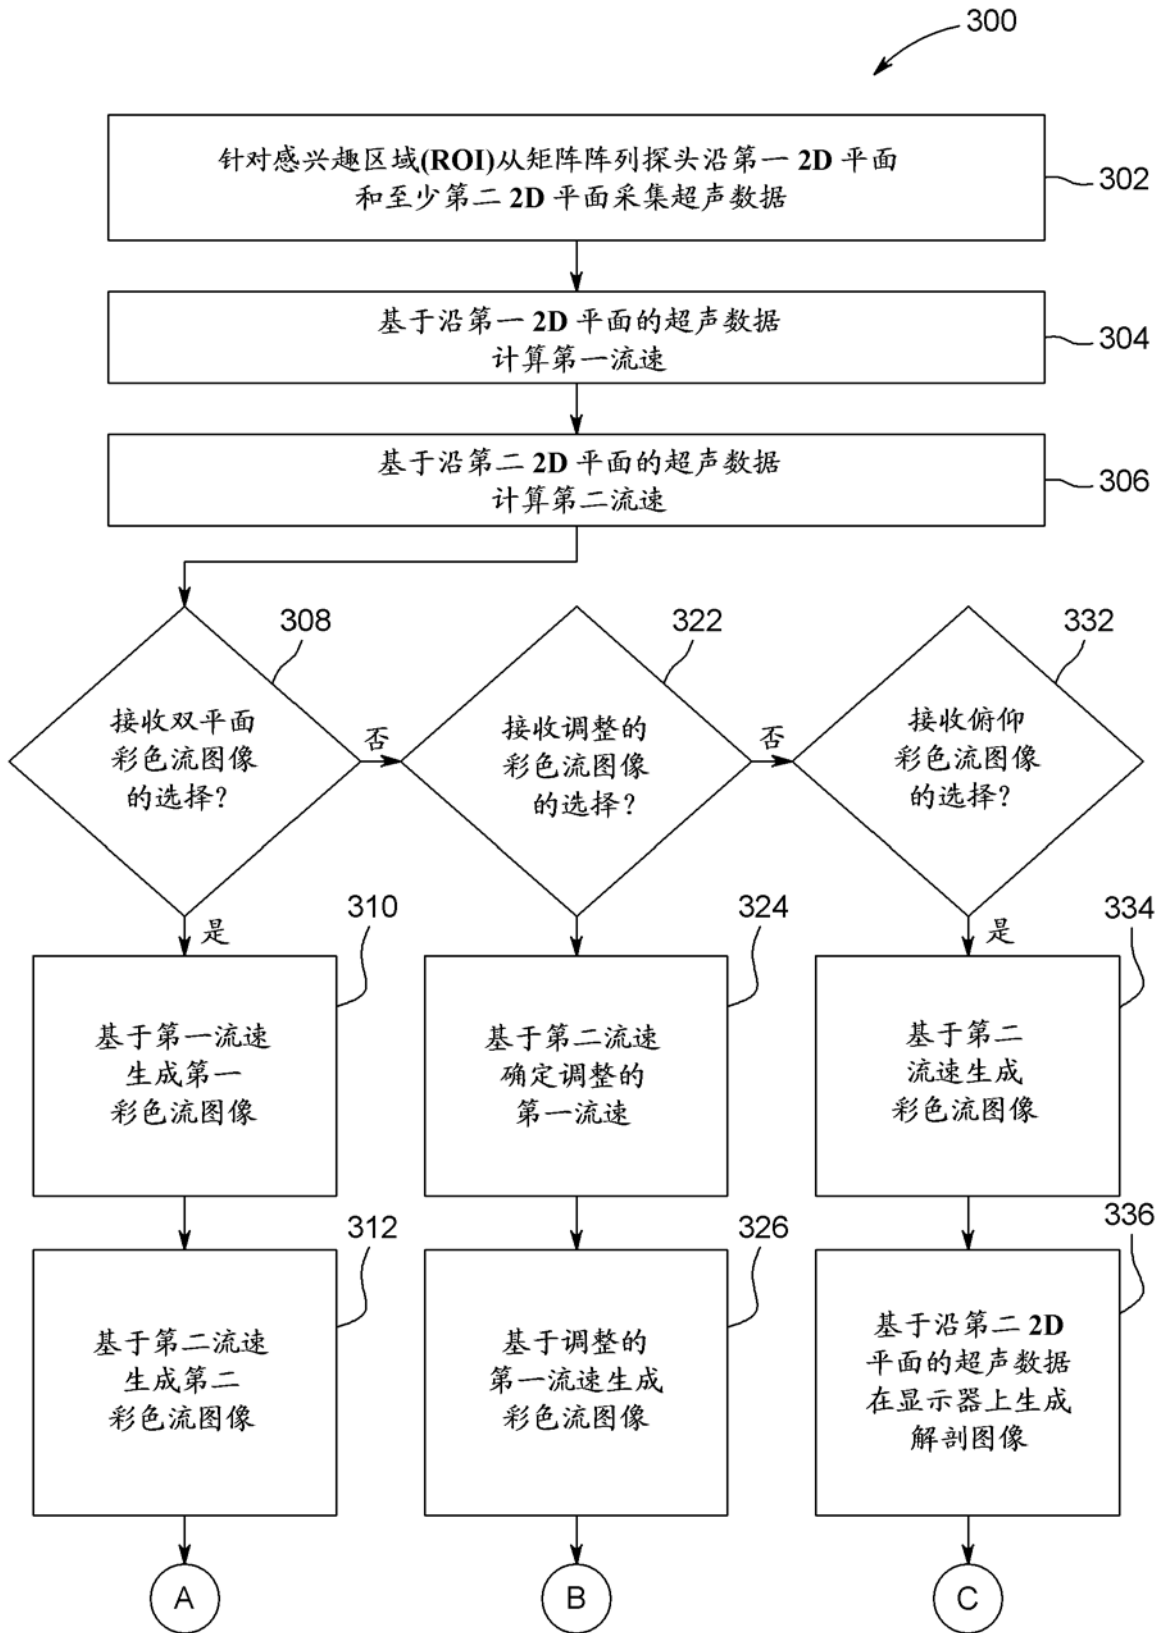 300
针对感兴趣区域(ROI)从矩阵阵列探头沿第一 2D 平面
和至少第二 2D 平面采集超声数据
302
基于沿第一 2D 平面的超声数据
计算第一流速
304
基于沿第二 2D 平面的超声数据
计算第二流速
306
308
接收双平面
彩色流图像
的选择?
否
322
接收调整的
彩色流图像
的选择?
否
332
接收俯仰
彩色流图像
的选择?
是
310
基于第一流速
生成第一
彩色流图像
324
基于第二流速
确定调整的
第一流速
是
334
基于第二
流速生成
彩色流图像
312
基于第二流速
生成第二
彩色流图像
326
基于调整的
第一流速生成
彩色流图像
336
基于沿第二 2D
平面的超声数据
在显示器上生成
解剖图像
A
B
C